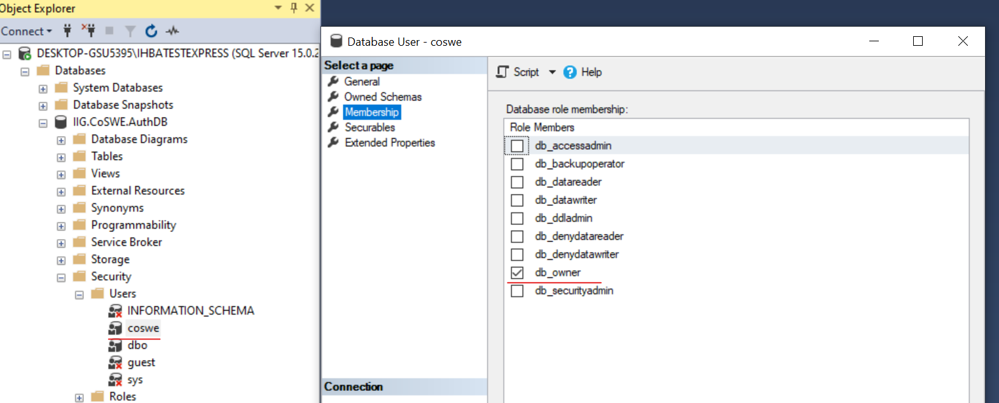 Object Explorer
Connect
DESKTOP-GSU5395\IHBATESTEXPRESS (SQL Server 15.0.2
Databases
System Databases
Database Snapshots
IIG.CoSWE.AuthDB
Database Diagrams
Tables
Views
External Resources
Synonyms
Programmability
Service Broker
Storage
Security
Users
INFORMATION_SCHEMA
coswe
dbo
guest
sys
Roles
Database User - coswe
Select a page
General
Owned Schemas
Membership
Securables
Extended Properties
Connection
Script
Help
Database role membership:
Role Members
db_accessadmin
db_backupoperator
db_datareader
db_datawriter
db_ddladmin
db_denydatareader
db_denydatawriter
db_owner
db_securityadmin